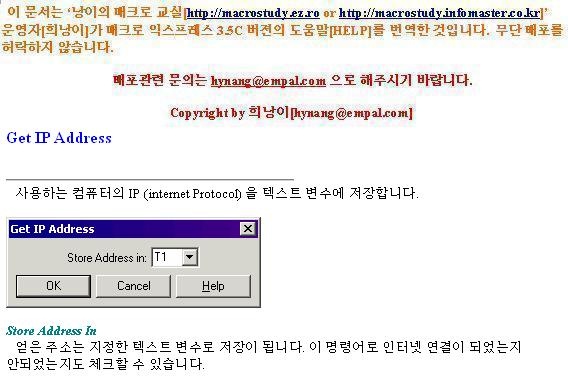 이 문서는 '낭이의 매크로 교실[http://macrostudy.ez.ro or http://macrostudy.infomaster.co.kr]'
운영자[희낭이]가 매크로 익스프레스 3.5C 버젼의 도움말[HELP]를 번역한 것입니다. 무단 배포를
허락하지 않습니다.
배포관련 문의는 hynang@empal.com 으로 해주시기 바랍니다.
Copyright by 희낭이[hynang@empal.com]
Get IP Address
사용하는 컴퓨터의 IP (internet Protocol) 을 텍스트 변수에 저장합니다.
Get IP Address
Store Address in: T1
OK Cancel Help
Store Address In
얻은 주소는 지정한 텍스트 변수로 저장이 됩니다. 이 명령어로 인터넷 연결이 되었는지
안되었는지도 체크할 수 있습니다.